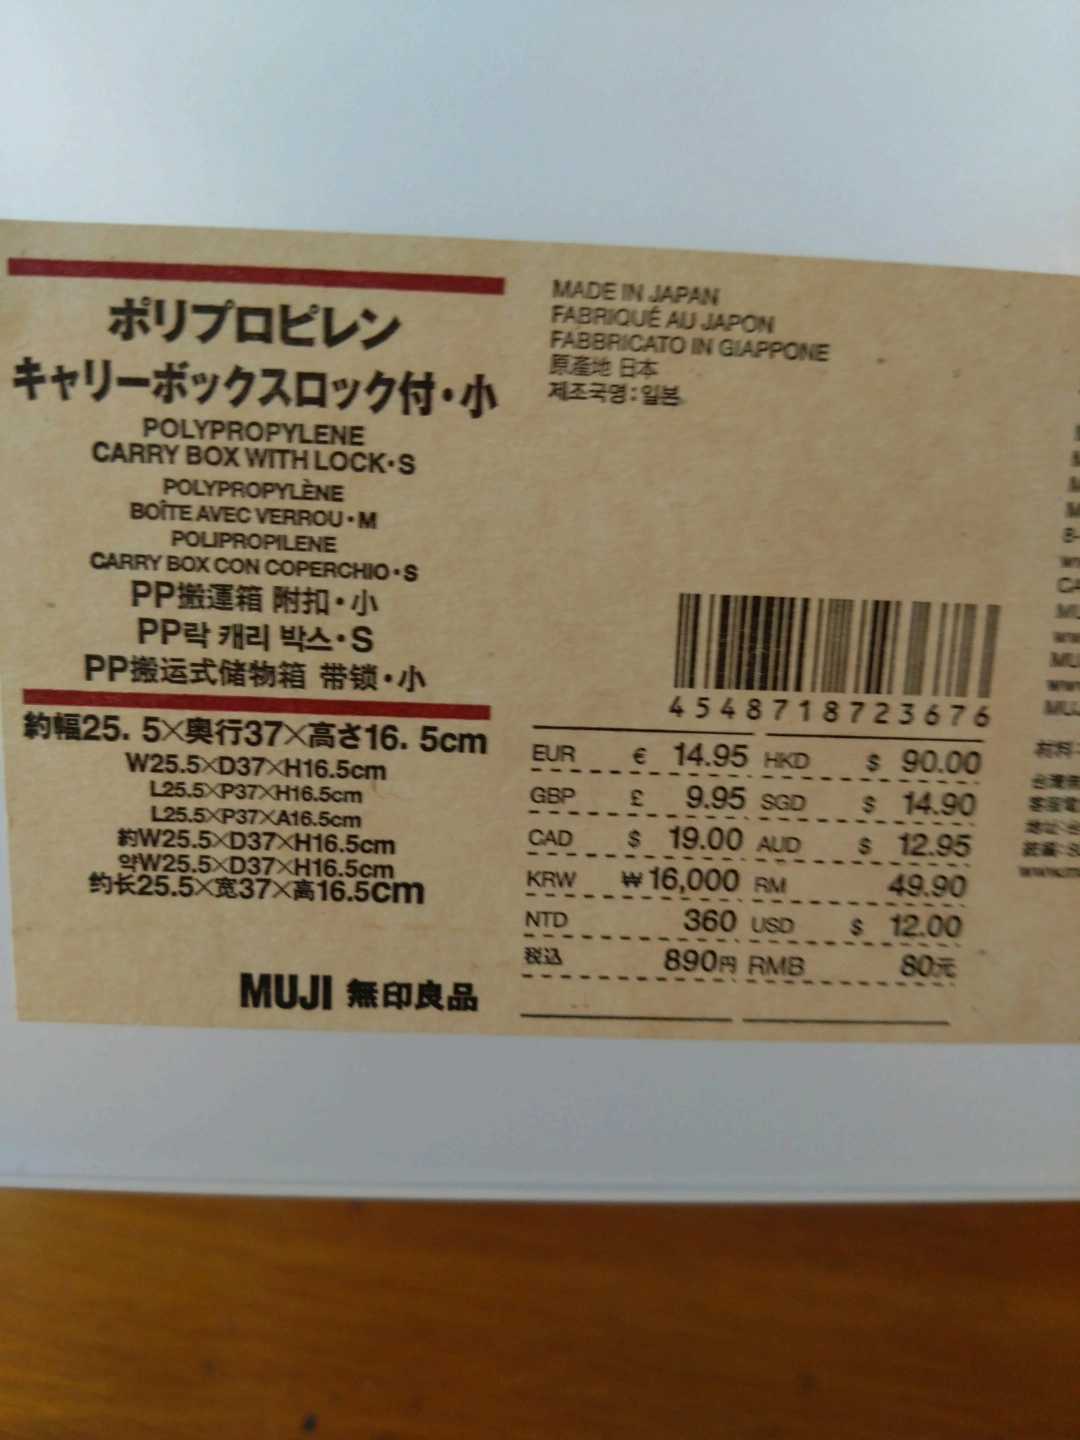 ポリプロピレン
キャリーボックスロック付・小
POLYPROPYLENE
CARRY BOX WITH LOCK・S
POLYPROPYLÈNE
BOÎTE AVEC VERROU・M
POLIPROPILENE
CARRY BOX CON COPERCHIO・S
PP搬運箱 附扣・小
PP락 캐리 박스・S
PP搬运式储物箱 带锁・小
約幅25.5×奥行37×高さ16.5cm
W25.5×D37×H16.5cm
L25.5×P37×H16.5cm
L25.5×P37×A16.5cm
約W25.5×D37×H16.5cm
약W25.5×D37×H16.5cm
约长25.5×宽37×高16.5cm
MUJI 無印良品
MADE IN JAPAN
FABRIQUÉ AU JAPON
FABBRICATO IN GIAPPONE
原產地 日本
제조국명:일본
4548718723676
EUR € 14.95 HKD $ 90.00
GBP £ 9.95 SGD $ 14.90
CAD $ 19.00 AUD $ 12.95
KRW ₩16,000 RM 49.90
NTD 360 USD $ 12.00
税込 890円 RMB 80元